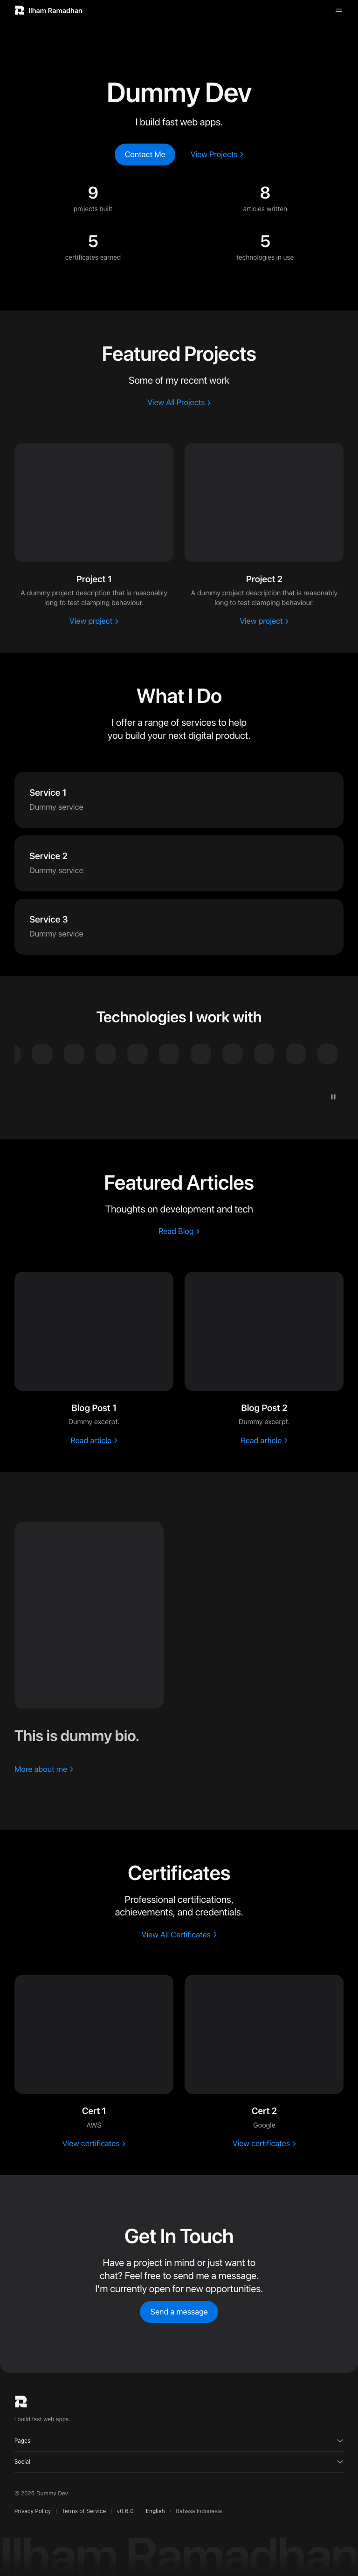 Ilham Ramadhan
Dummy Dev
I build fast web apps.
Contact Me
View Projects
9
projects built
8
articles written
5
certificates earned
5
technologies in use
Featured Projects
Some of my recent work
View All Projects
Project 1
A dummy project description that is reasonably
long to test clamping behaviour.
View project
Project 2
A dummy project description that is reasonably
long to test clamping behaviour.
View project
What I Do
I offer a range of services to help
you build your next digital product.
Service 1
Dummy service
Service 2
Dummy service
Service 3
Dummy service
Technologies I work with
Featured Articles
Thoughts on development and tech
Read Blog
Blog Post 1
Dummy excerpt.
Read article
Blog Post 2
Dummy excerpt.
Read article
This is dummy bio.
More about me
Certificates
Professional certifications,
achievements, and credentials.
View All Certificates
Cert 1
AWS
View certificates
Cert 2
Google
View certificates
Get In Touch
Have a project in mind or just want to
chat? Feel free to send me a message.
I'm currently open for new opportunities.
Send a message
I build fast web apps.
Pages
Social
© 2026 Dummy Dev
Privacy Policy | Terms of Service | v0.6.0 English | Bahasa Indonesia
Ilham Ramadhan